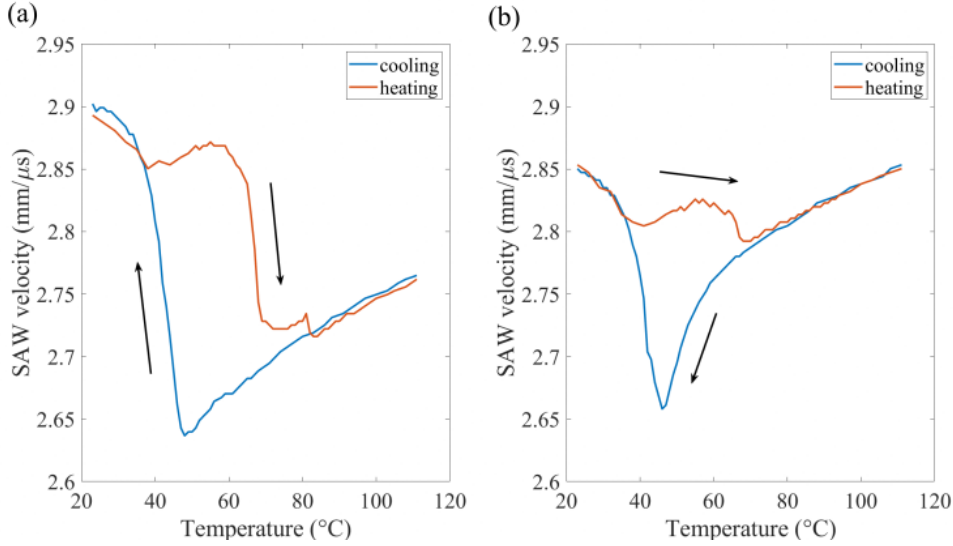 (a)
2.95
2.9
2.85
2.8
2.75
2.7
2.65
2.6
20
40
60
80
100
120
SAW velocity (mm/μs)
Temperature (°C)
cooling
heating
(b)
2.95
2.9
2.85
2.8
2.75
2.7
2.65
2.6
20
40
60
80
100
120
SAW velocity (mm/μs)
Temperature (°C)
cooling
heating